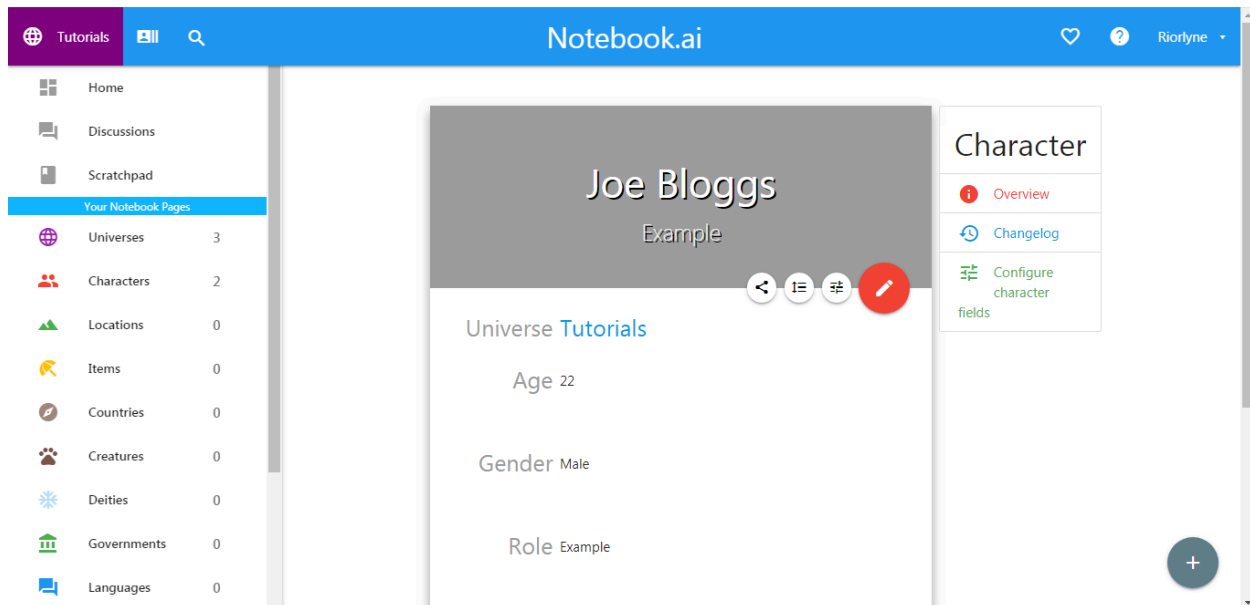 Tutorials
Notebook.ai
Riorlyne
Home
Discussions
Scratchpad
Your Notebook Pages
Universes 3
Characters 2
Locations 0
Items 0
Countries 0
Creatures 0
Deities 0
Governments 0
Languages 0
Joe Bloggs
Example
Universe Tutorials
Age 22
Gender Male
Role Example
Character
Overview
Changelog
Configure
character
fields